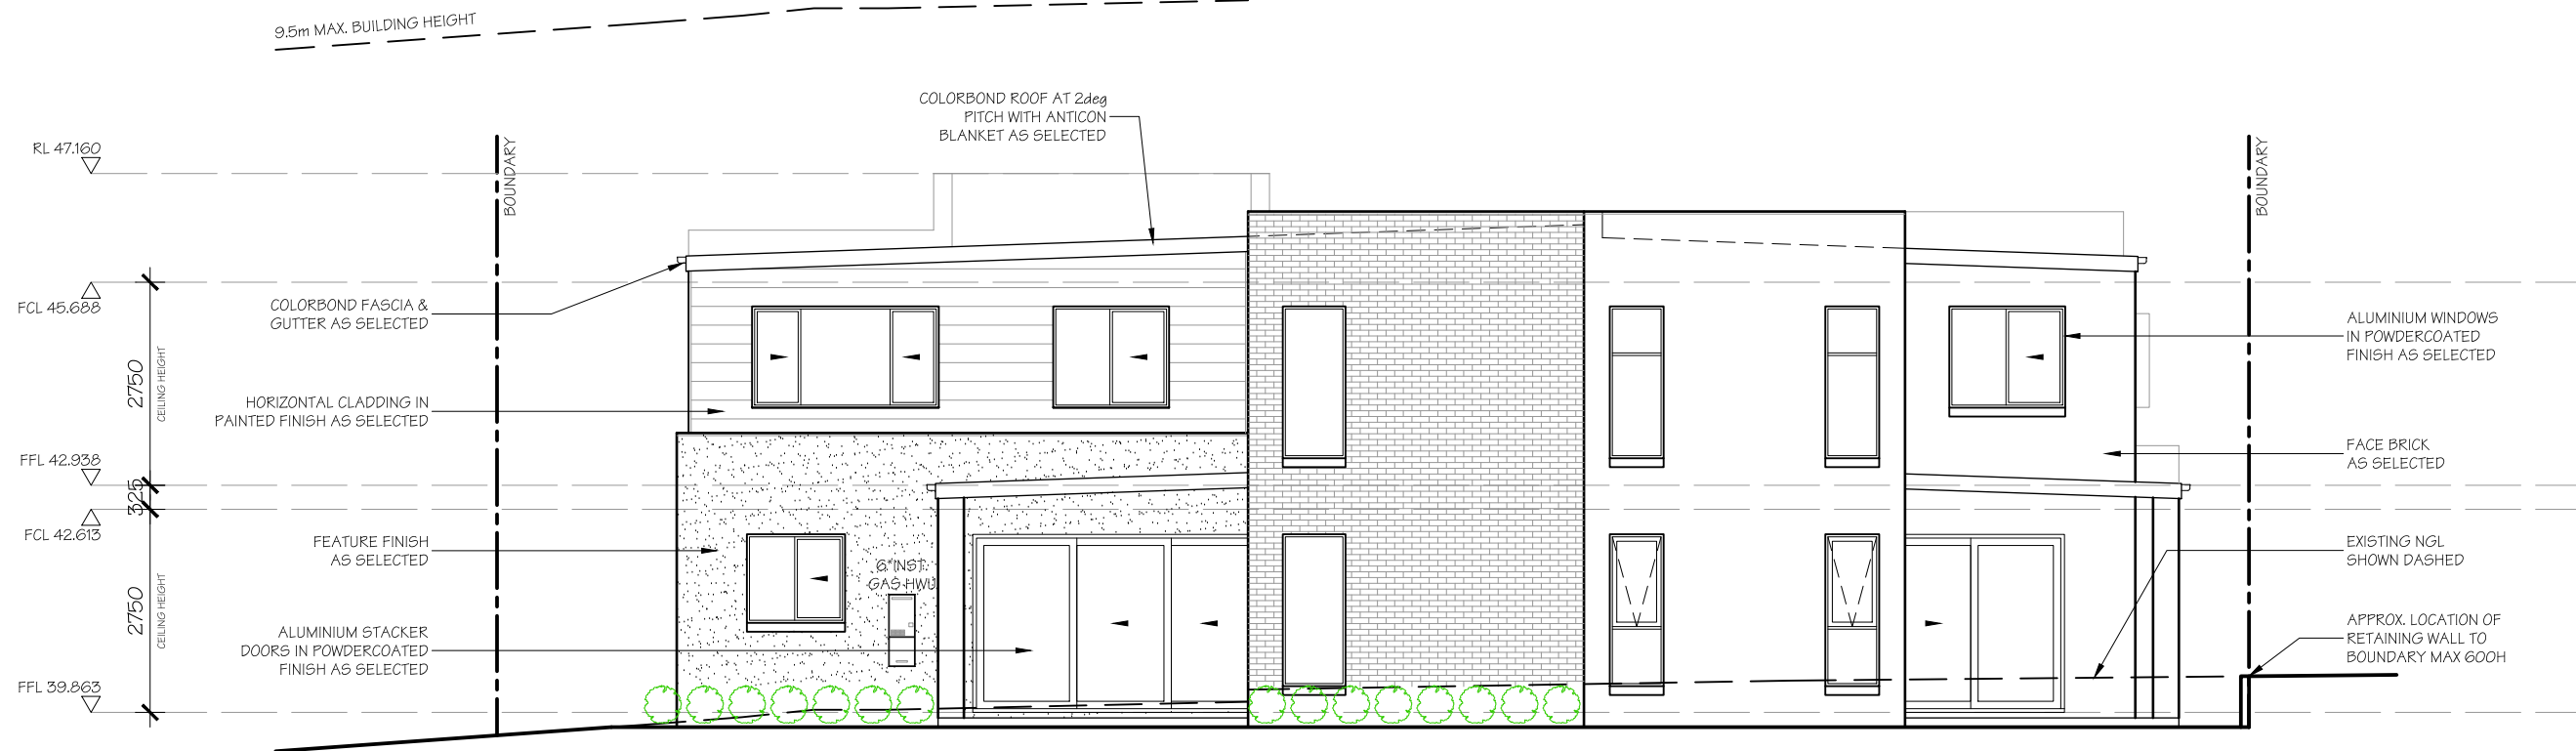 9.5m MAX. BUILDING HEIGHT
COLORBOND ROOF AT 2deg
PITCH WITH ANTICON
BLANKET AS SELECTED
RL 47.160
BOUNDARY
BOUNDARY
FCL 45.688
COLORBOND FASCIA &
GUTTER AS SELECTED
ALUMINIUM WINDOWS
IN POWDERCOATED
FINISH AS SELECTED
2750
CEILING HEIGHT
HORIZONTAL CLADDING IN
PAINTED FINISH AS SELECTED
FACE BRICK
AS SELECTED
FFL 42.938
325
FCL 42.613
FEATURE FINISH
AS SELECTED
G. INST.
GAS HWU
EXISTING NGL
SHOWN DASHED
2750
CEILING HEIGHT
ALUMINIUM STACKER
DOORS IN POWDERCOATED
FINISH AS SELECTED
APPROX. LOCATION OF
RETAINING WALL TO
BOUNDARY MAX 600H
FFL 39.863